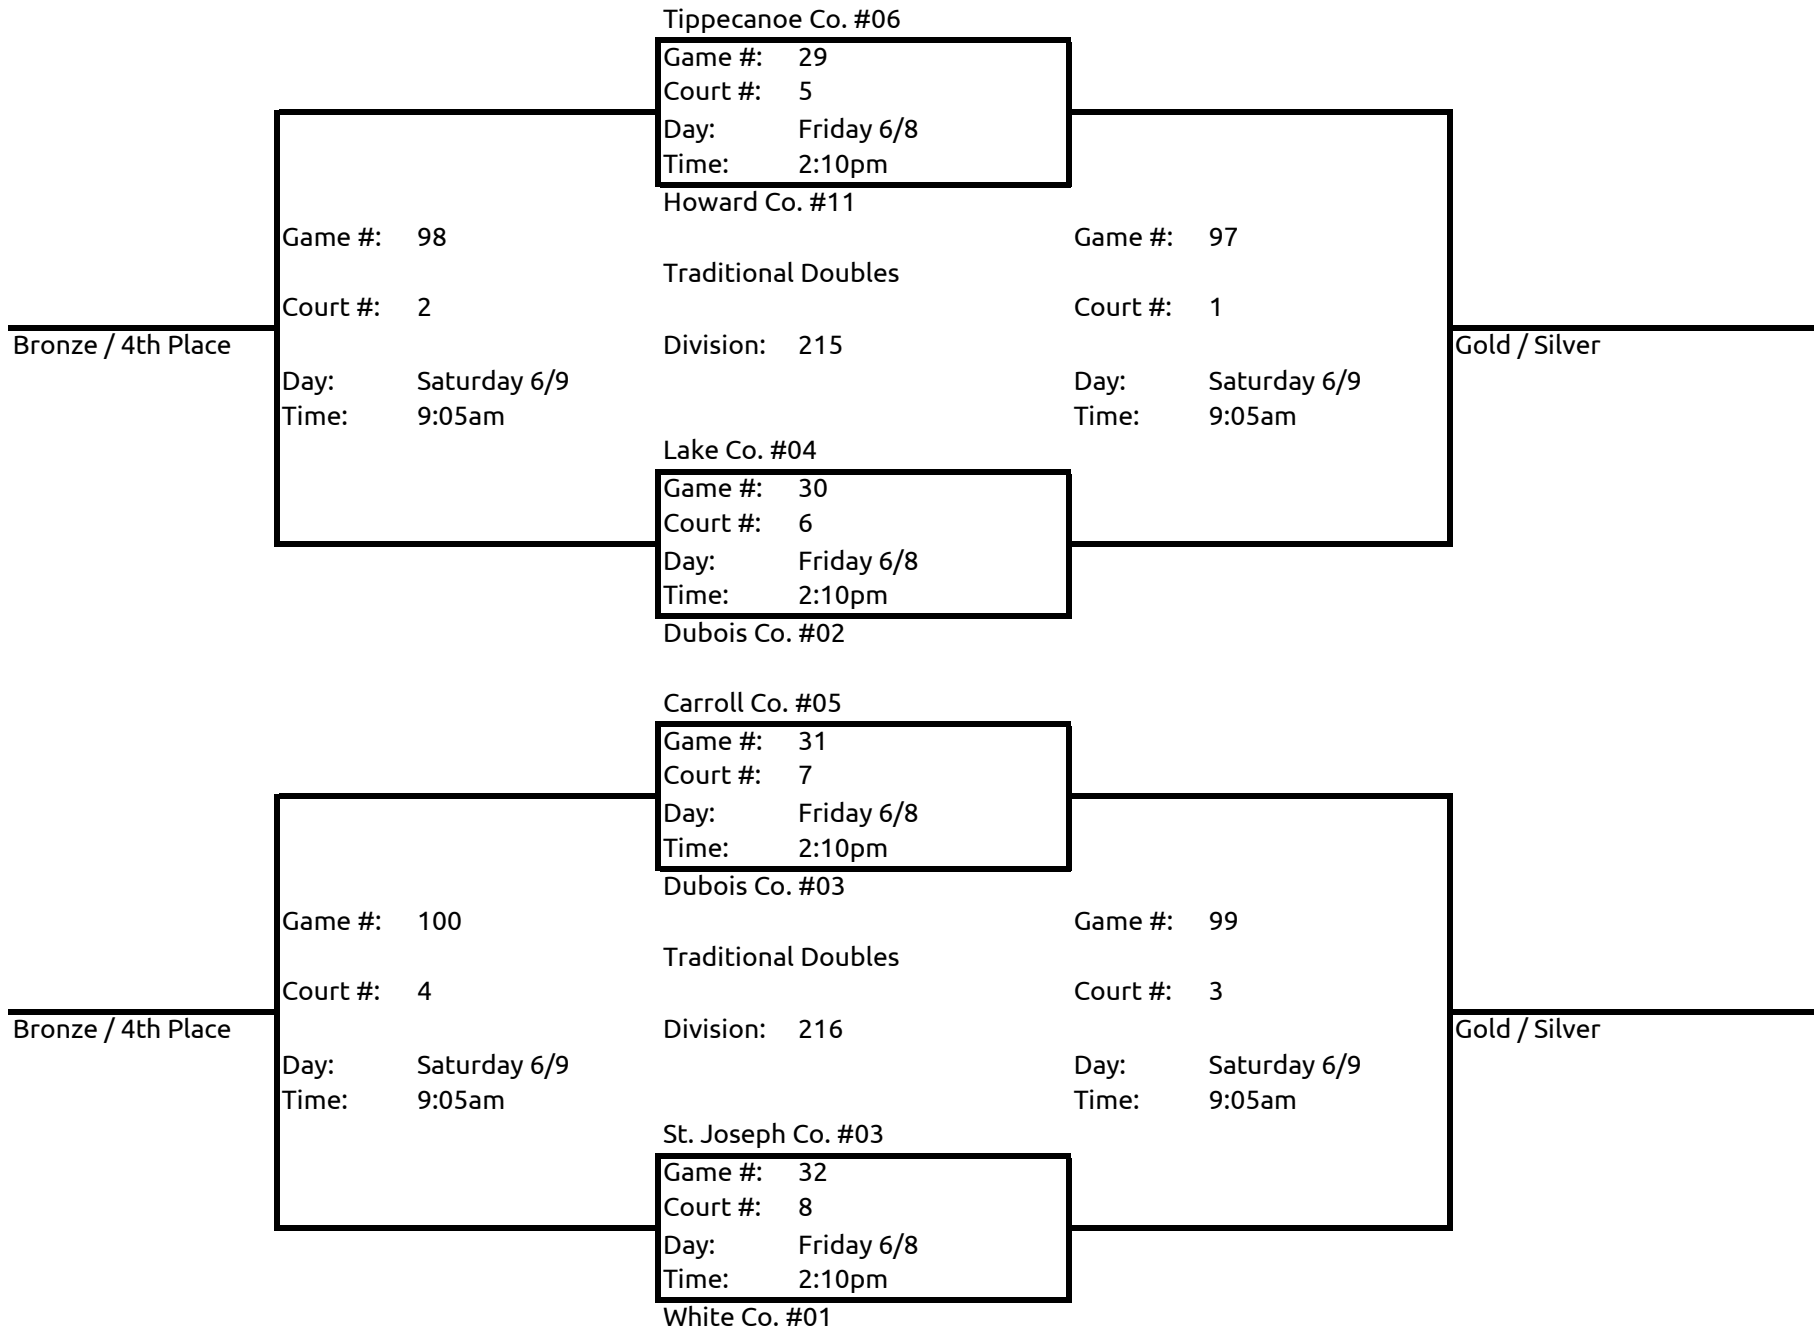 Tippecanoe Co. #06
Game #: 29
Court #: 5
Day: Friday 6/8
Time: 2:10pm
Howard Co. #11
Game #: 98
Game #: 97
Traditional Doubles
Court #: 2
Court #: 1
Bronze / 4th Place
Division: 215
Gold / Silver
Day: Saturday 6/9
Day: Saturday 6/9
Time: 9:05am
Time: 9:05am
Lake Co. #04
Game #: 30
Court #: 6
Day: Friday 6/8
Time: 2:10pm
Dubois Co. #02
Carroll Co. #05
Game #: 31
Court #: 7
Day: Friday 6/8
Time: 2:10pm
Dubois Co. #03
Game #: 100
Game #: 99
Traditional Doubles
Court #: 4
Court #: 3
Bronze / 4th Place
Division: 216
Gold / Silver
Day: Saturday 6/9
Day: Saturday 6/9
Time: 9:05am
Time: 9:05am
St. Joseph Co. #03
Game #: 32
Court #: 8
Day: Friday 6/8
Time: 2:10pm
White Co. #01